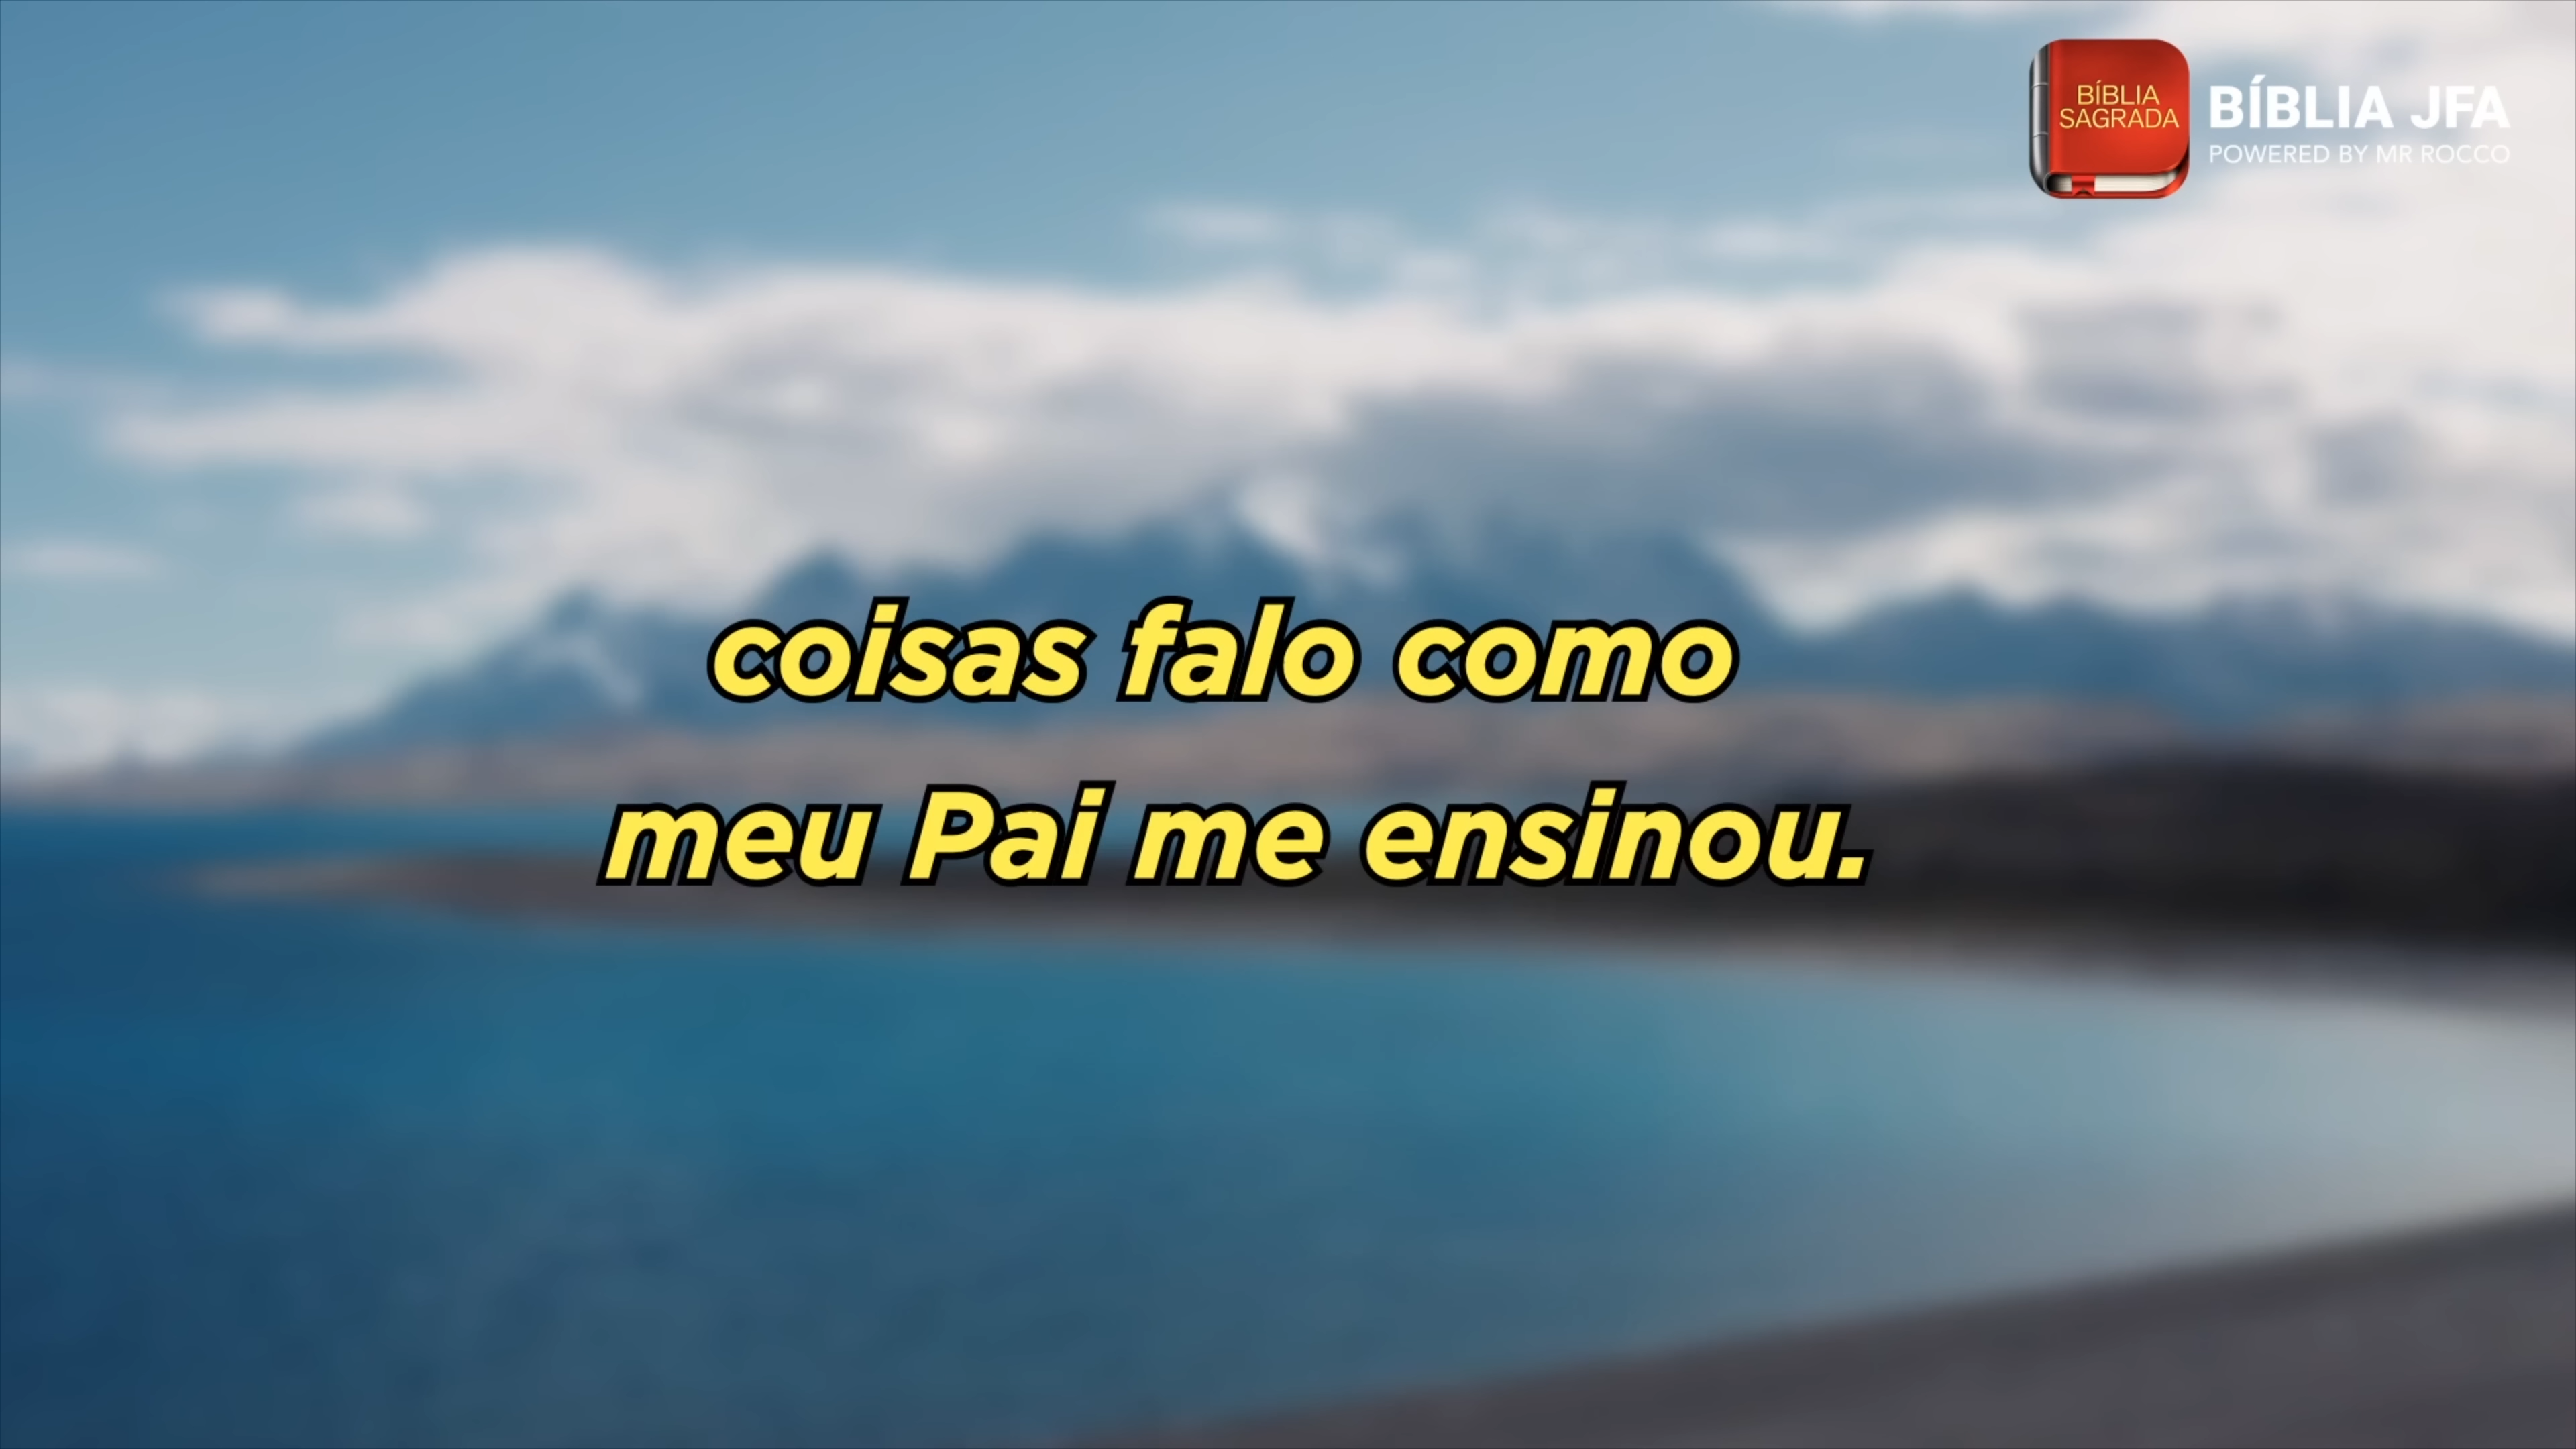 BÍBLIA
SAGRADA
BÍBLIA JFA
POWERED BY MR ROCCO
coisas falo como
meu Pai me ensinou.